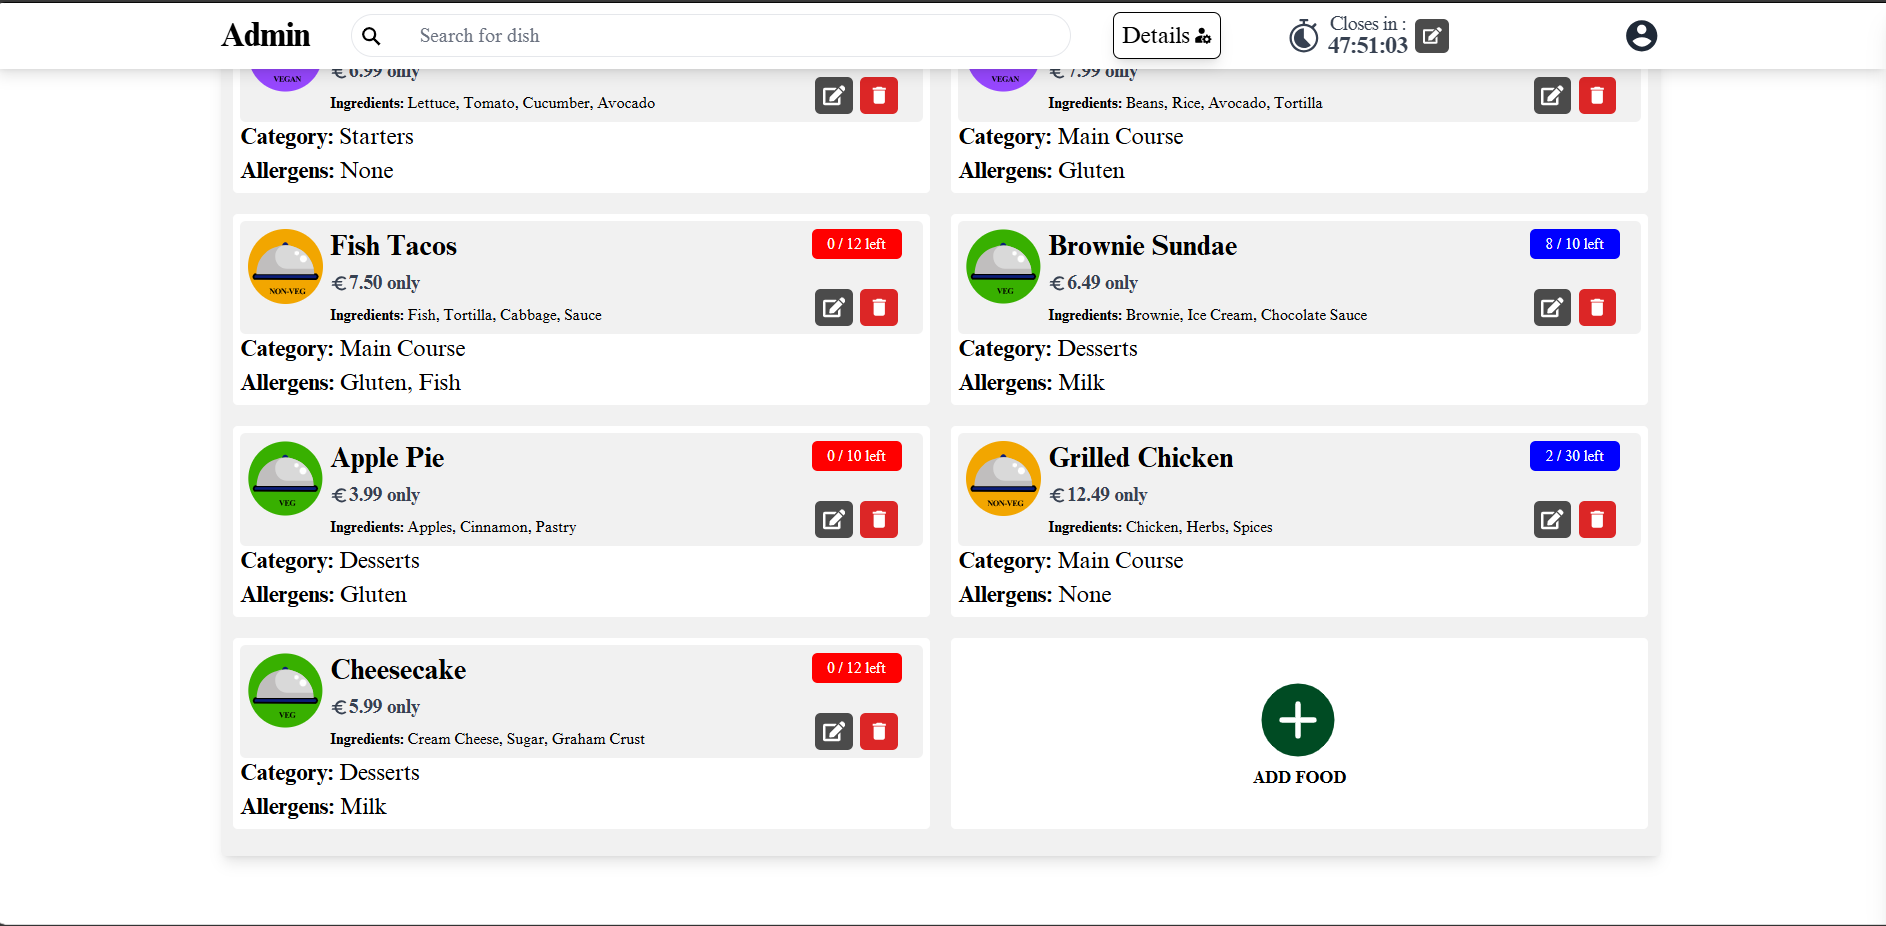 Admin
Search for dish
Details
Closes in :
47:51:03
VEGAN
€6.99 only
Ingredients: Lettuce, Tomato, Cucumber, Avocado
Category: Starters
Allergens: None
VEGAN
€7.99 only
Ingredients: Beans, Rice, Avocado, Tortilla
Category: Main Course
Allergens: Gluten
Fish Tacos
0 / 12 left
NON-VEG
€7.50 only
Ingredients: Fish, Tortilla, Cabbage, Sauce
Category: Main Course
Allergens: Gluten, Fish
Brownie Sundae
8 / 10 left
VEG
€6.49 only
Ingredients: Brownie, Ice Cream, Chocolate Sauce
Category: Desserts
Allergens: Milk
Apple Pie
0 / 10 left
VEG
€3.99 only
Ingredients: Apples, Cinnamon, Pastry
Category: Desserts
Allergens: Gluten
Grilled Chicken
2 / 30 left
NON-VEG
€12.49 only
Ingredients: Chicken, Herbs, Spices
Category: Main Course
Allergens: None
Cheesecake
0 / 12 left
VEG
€5.99 only
Ingredients: Cream Cheese, Sugar, Graham Crust
Category: Desserts
Allergens: Milk
ADD FOOD